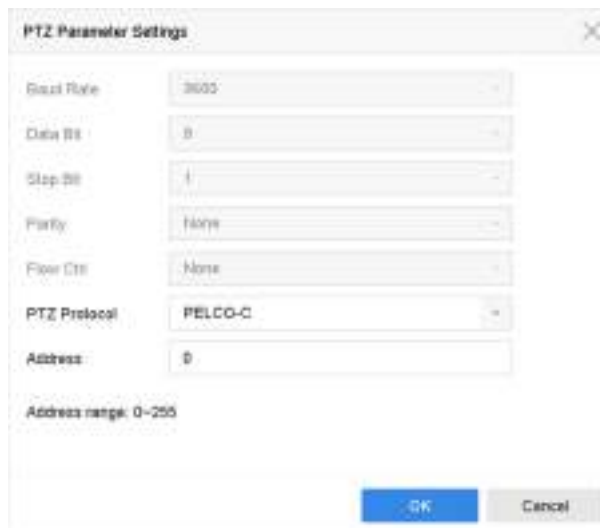 PTZ Parameter Settings
Baud Rate
Data Bit 8
Stop Bit 1
Parity None
Flow Ctrl None
PTZ Protocol PELCO-C
Address 0
Address range: 0~255
OK Cancel